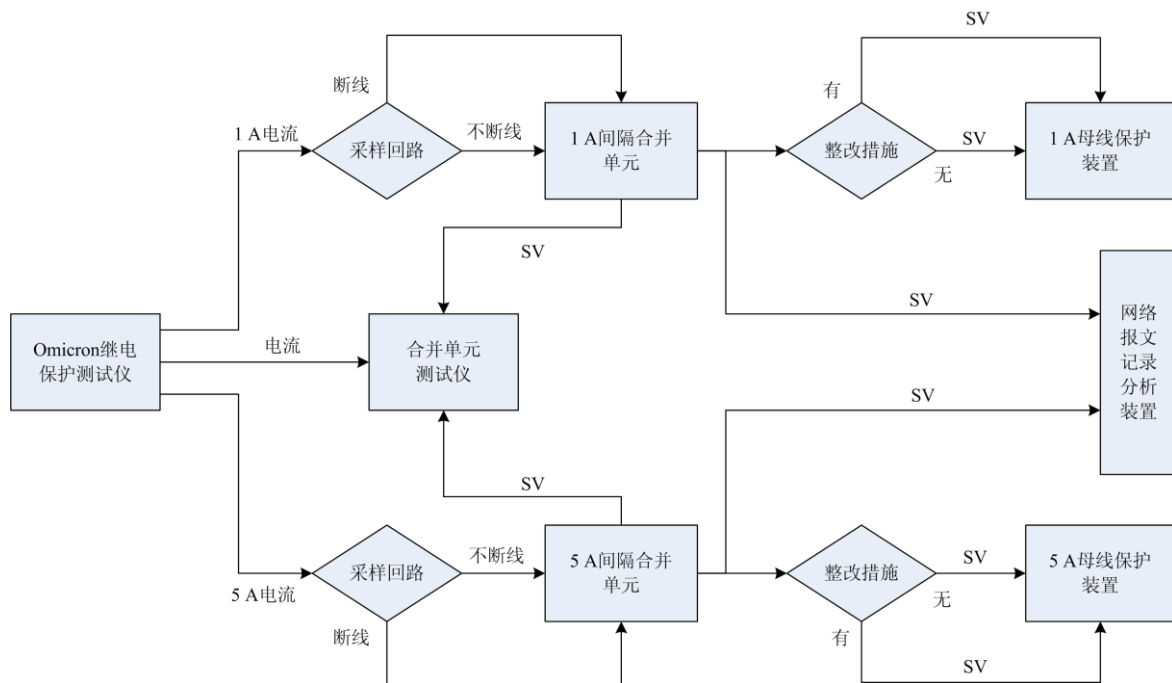 SV
断线
有
1 A电流
采样回路
不断线
1 A间隔合并
单元
整改措施
SV
无
1 A母线保护
装置
SV
Omicron继电
保护测试仪
电流
合并单元
测试仪
SV
网络
报文
记录
分析
装置
SV
SV
5 A电流
采样回路
不断线
5 A间隔合并
单元
整改措施
SV
无
5 A母线保护
装置
断线
有
SV